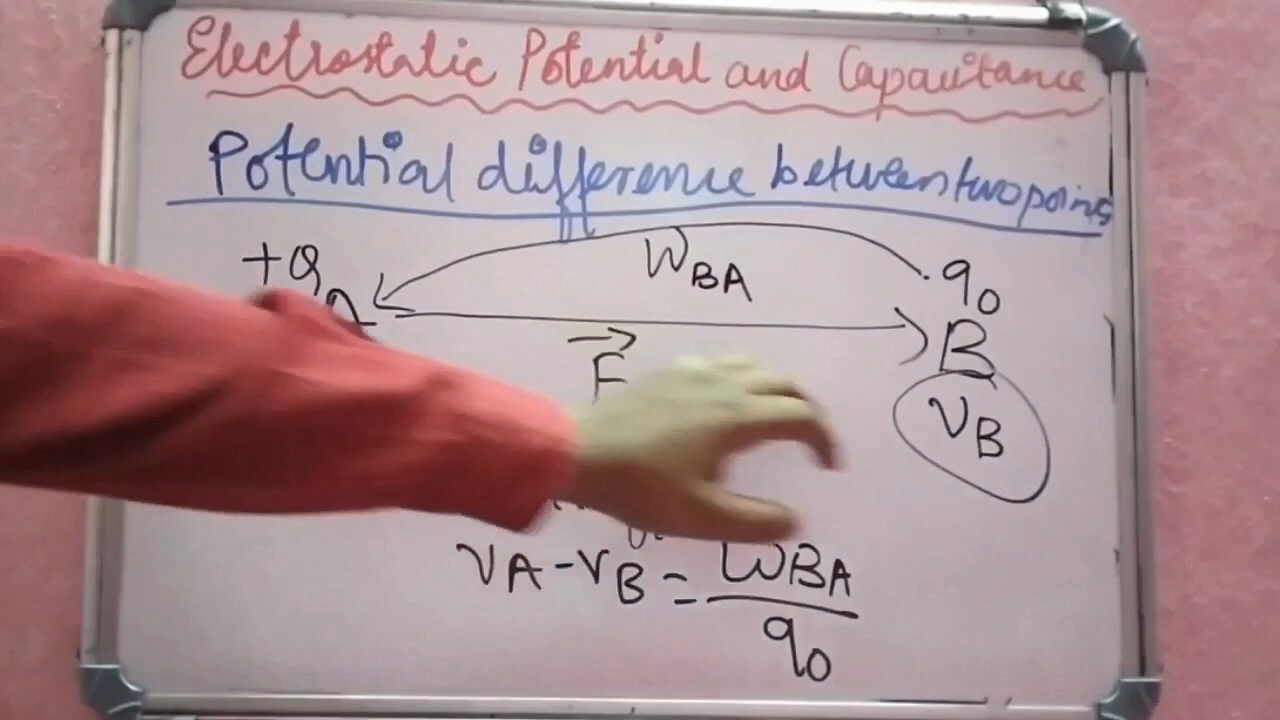 Electrostatic Potential and Capacitance
Potential difference between two points
+Q A WBA q0
B
F
VB
VA-VB = WBA
q0